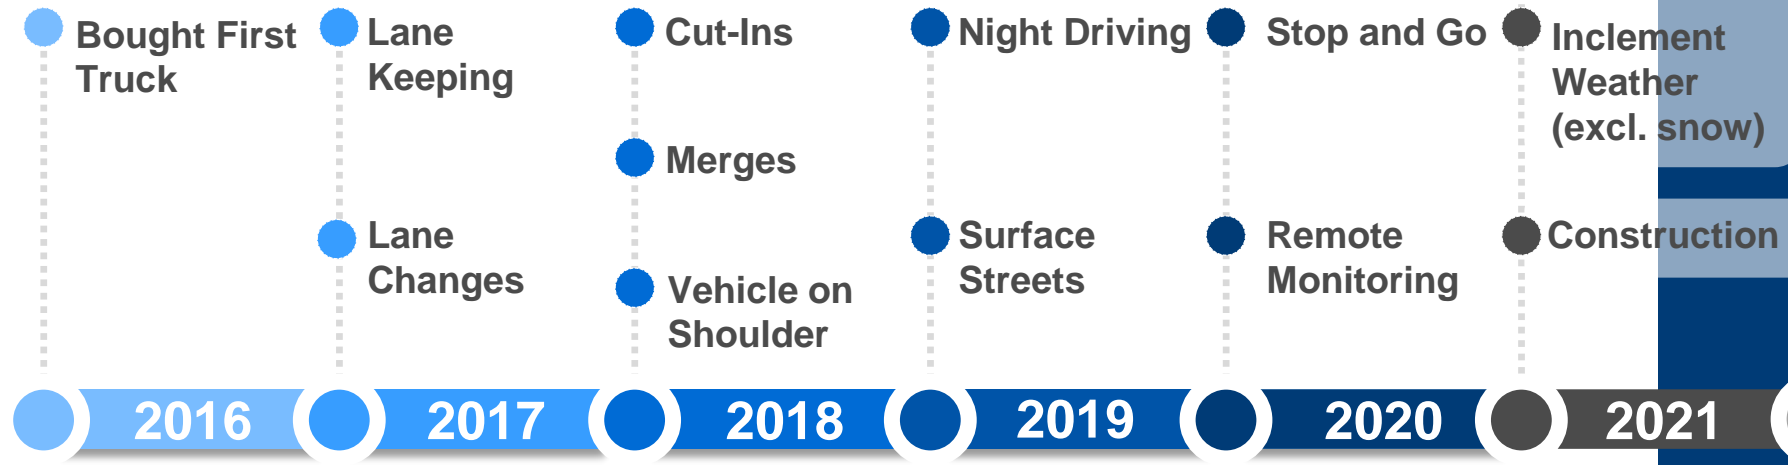 Bought First
Truck
Lane
Keeping
Lane
Changes
Cut-Ins
Merges
Vehicle on
Shoulder
Night Driving
Surface
Streets
Stop and Go
Remote
Monitoring
Inclement
Weather
(excl. snow)
Construction
2016
2017
2018
2019
2020
2021